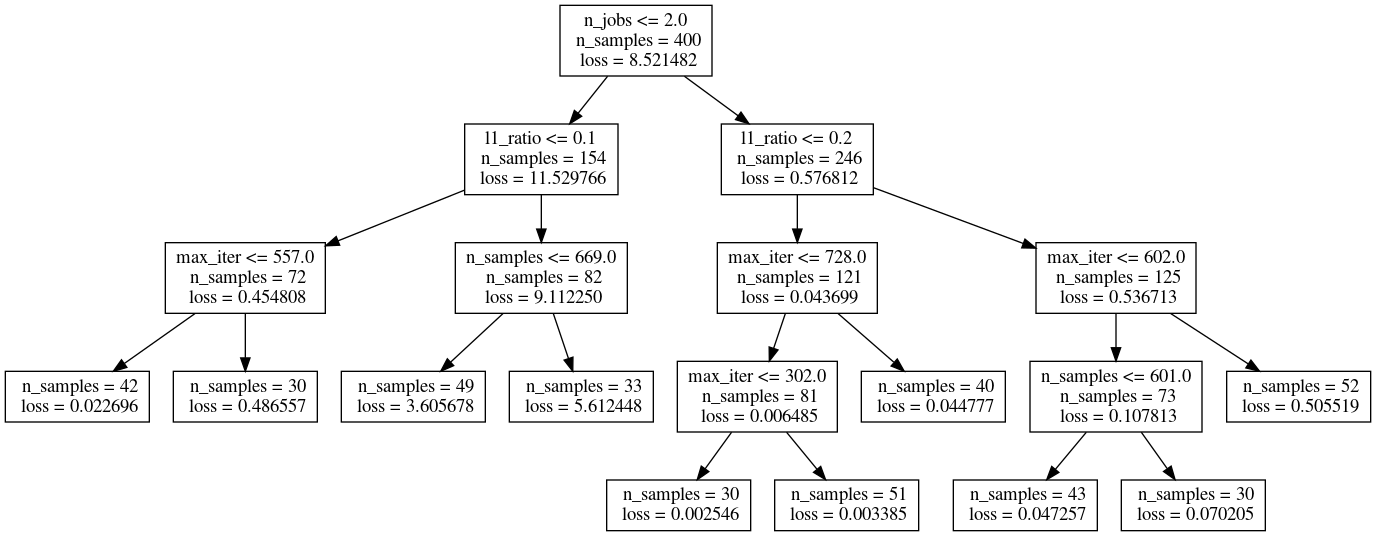 n_jobs <= 2.0
n_samples = 400
loss = 8.521482
l1_ratio <= 0.1
n_samples = 154
loss = 11.529766
l1_ratio <= 0.2
n_samples = 246
loss = 0.576812
max_iter <= 557.0
n_samples = 72
loss = 0.454808
n_samples <= 669.0
n_samples = 82
loss = 9.112250
max_iter <= 728.0
n_samples = 121
loss = 0.043699
max_iter <= 602.0
n_samples = 125
loss = 0.536713
n_samples = 42
loss = 0.022696
n_samples = 30
loss = 0.486557
n_samples = 49
loss = 3.605678
n_samples = 33
loss = 5.612448
max_iter <= 302.0
n_samples = 81
loss = 0.006485
n_samples = 40
loss = 0.044777
n_samples <= 601.0
n_samples = 73
loss = 0.107813
n_samples = 52
loss = 0.505519
n_samples = 30
loss = 0.002546
n_samples = 51
loss = 0.003385
n_samples = 43
loss = 0.047257
n_samples = 30
loss = 0.070205